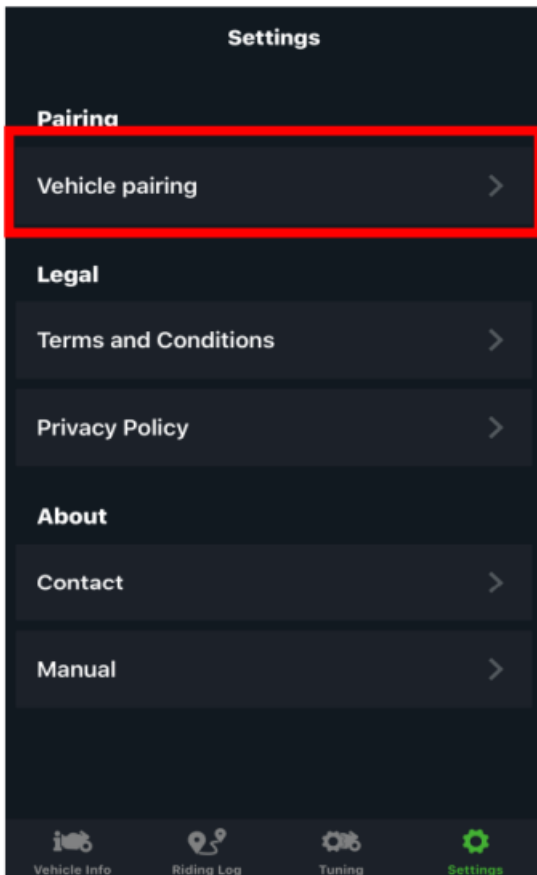 Settings
Pairing
Vehicle pairing
Legal
Terms and Conditions
Privacy Policy
About
Contact
Manual
Vehicle Info Riding Log Tuning Settings